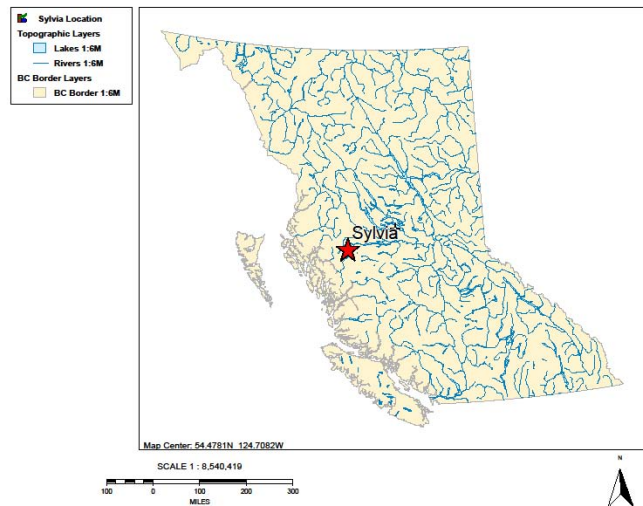 Sylvia Location
Topographic Layers
Lakes 1:6M
Rivers 1:6M
BC Border Layers
BC Border 1:6M
Sylvia
Map Center: 54.4781N 124.7082W
SCALE 1 : 8,540,419
100 0 100 200 300
MILES
N